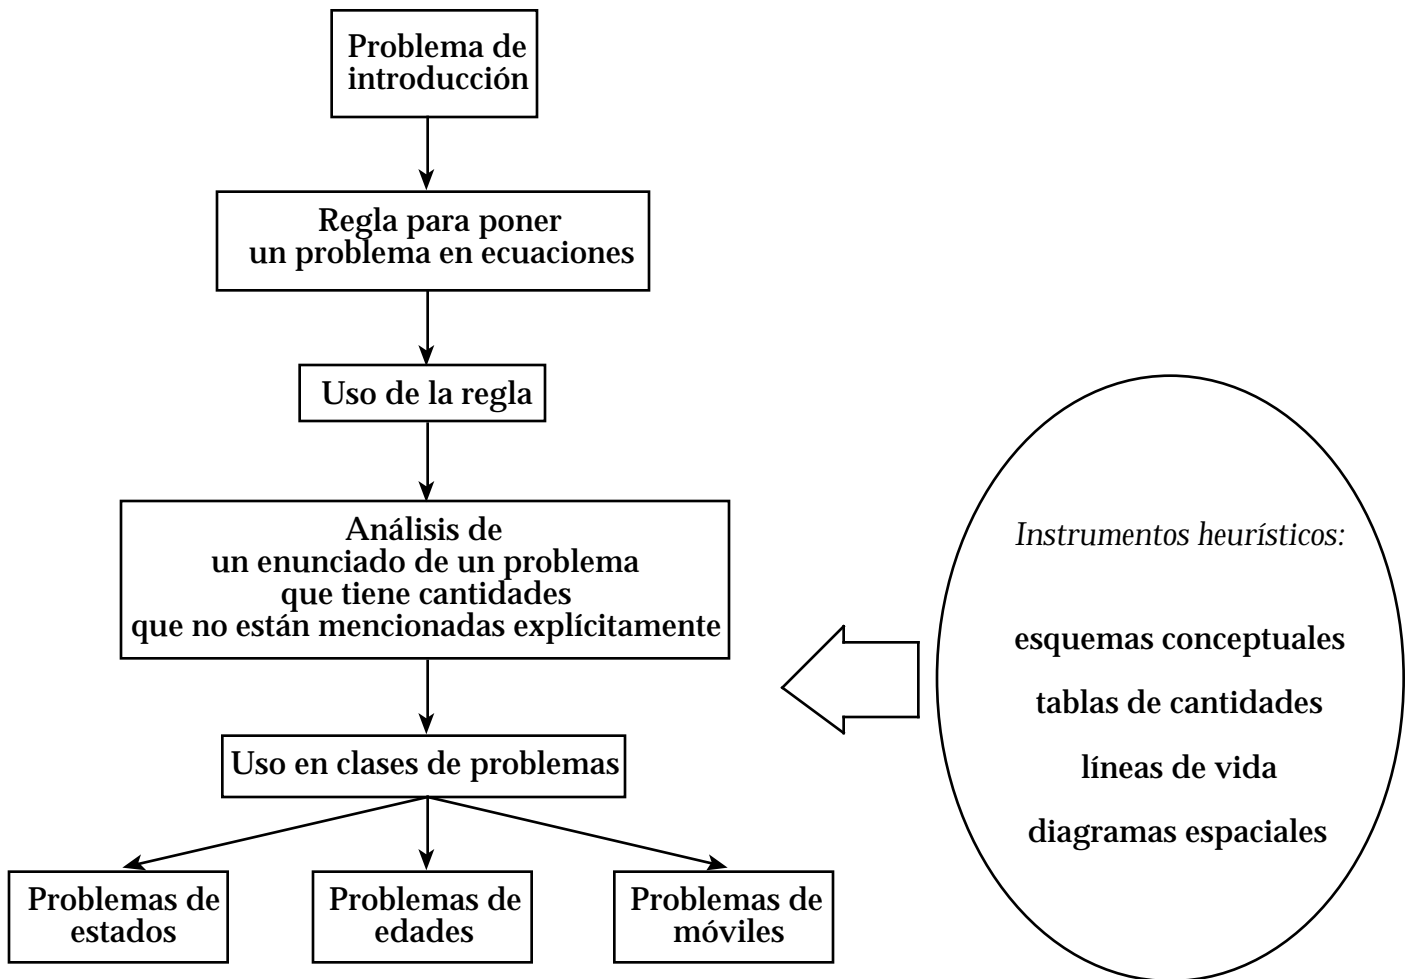 Problema de
introducción
Regla para poner
un problema en ecuaciones
Uso de la regla
Análisis de
un enunciado de un problema
que tiene cantidades
que no están mencionadas explícitamente
Uso en clases de problemas
Problemas de
estados
Problemas de
edades
Problemas de
móviles
Instrumentos heurísticos:
esquemas conceptuales
tablas de cantidades
líneas de vida
diagramas espaciales